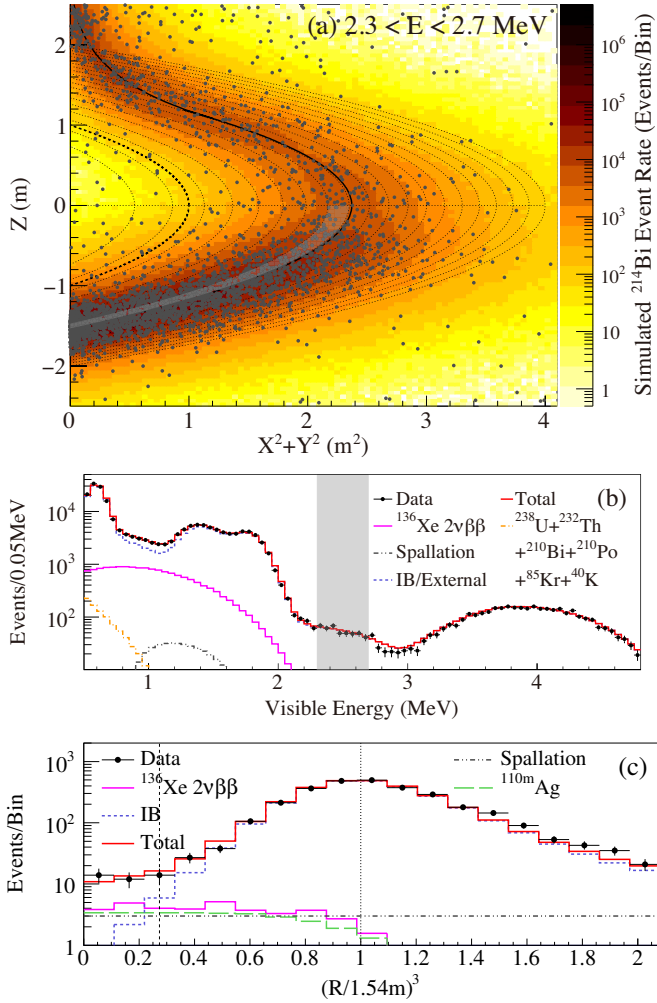 (a) 2.3 < E < 2.7 MeV
2
1
0
−1
−2
Z (m)
0 1 2 3 4
X²+Y² (m²)
10⁶
10⁵
10⁴
10³
10²
10
1
Simulated ²¹⁴Bi Event Rate (Events/Bin)
(b)
Data
Total
¹³⁶Xe 2νββ
²³⁸U+²³²Th
Spallation
+²¹⁰Bi+²¹⁰Po
IB/External
+⁸⁵Kr+⁴⁰K
10⁴
10³
10²
Events/0.05MeV
1 2 3 4
Visible Energy (MeV)
(c)
Data
Spallation
¹³⁶Xe 2νββ
¹¹⁰ᵐAg
IB
Total
10³
10²
10
1
Events/Bin
0 0.2 0.4 0.6 0.8 1 1.2 1.4 1.6 1.8 2
(R/1.54m)³